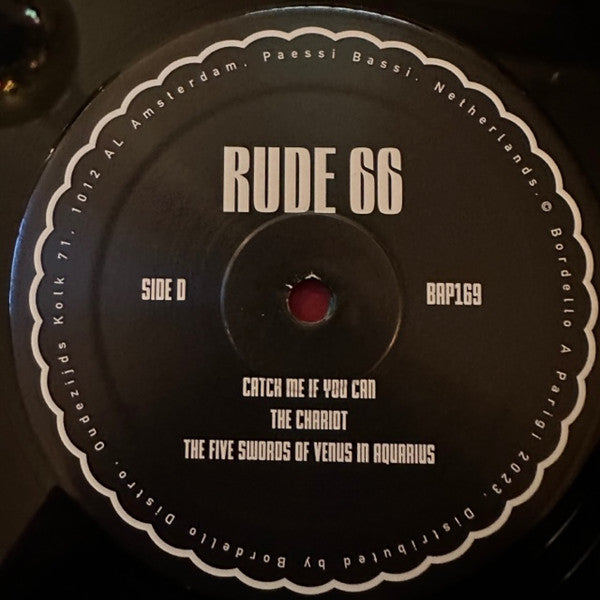 RUDE 66
SIDE D
BAP169
CATCH ME IF YOU CAN
THE CHARIOT
THE FIVE SWORDS OF VENUS IN AQUARIUS
© Bordello A Parigi 2023. Distributed by Bordello Distro, Oudezijds Kolk 71, 1012 AL Amsterdam. Paessi Bassi. Netherlands.